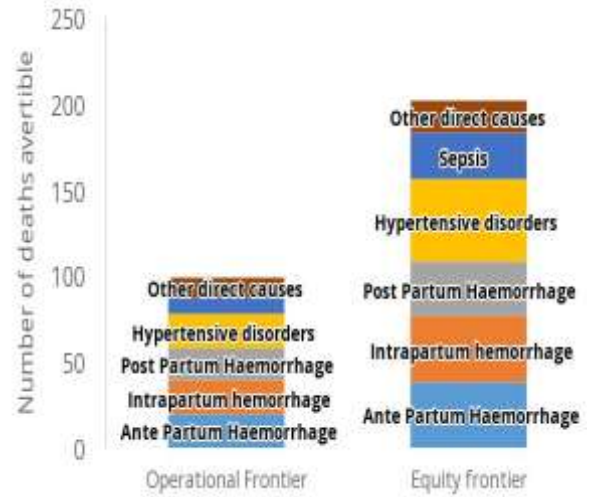 Number of deaths avertible
250
200
150
100
50
0
Other direct causes
Hypertensive disorders
Post Partum Haemorrhage
Intrapartum hemorrhage
Ante Partum Haemorrhage
Operational Frontier
Other direct causes
Sepsis
Hypertensive disorders
Post Partum Haemorrhage
Intrapartum hemorrhage
Ante Partum Haemorrhage
Equity frontier